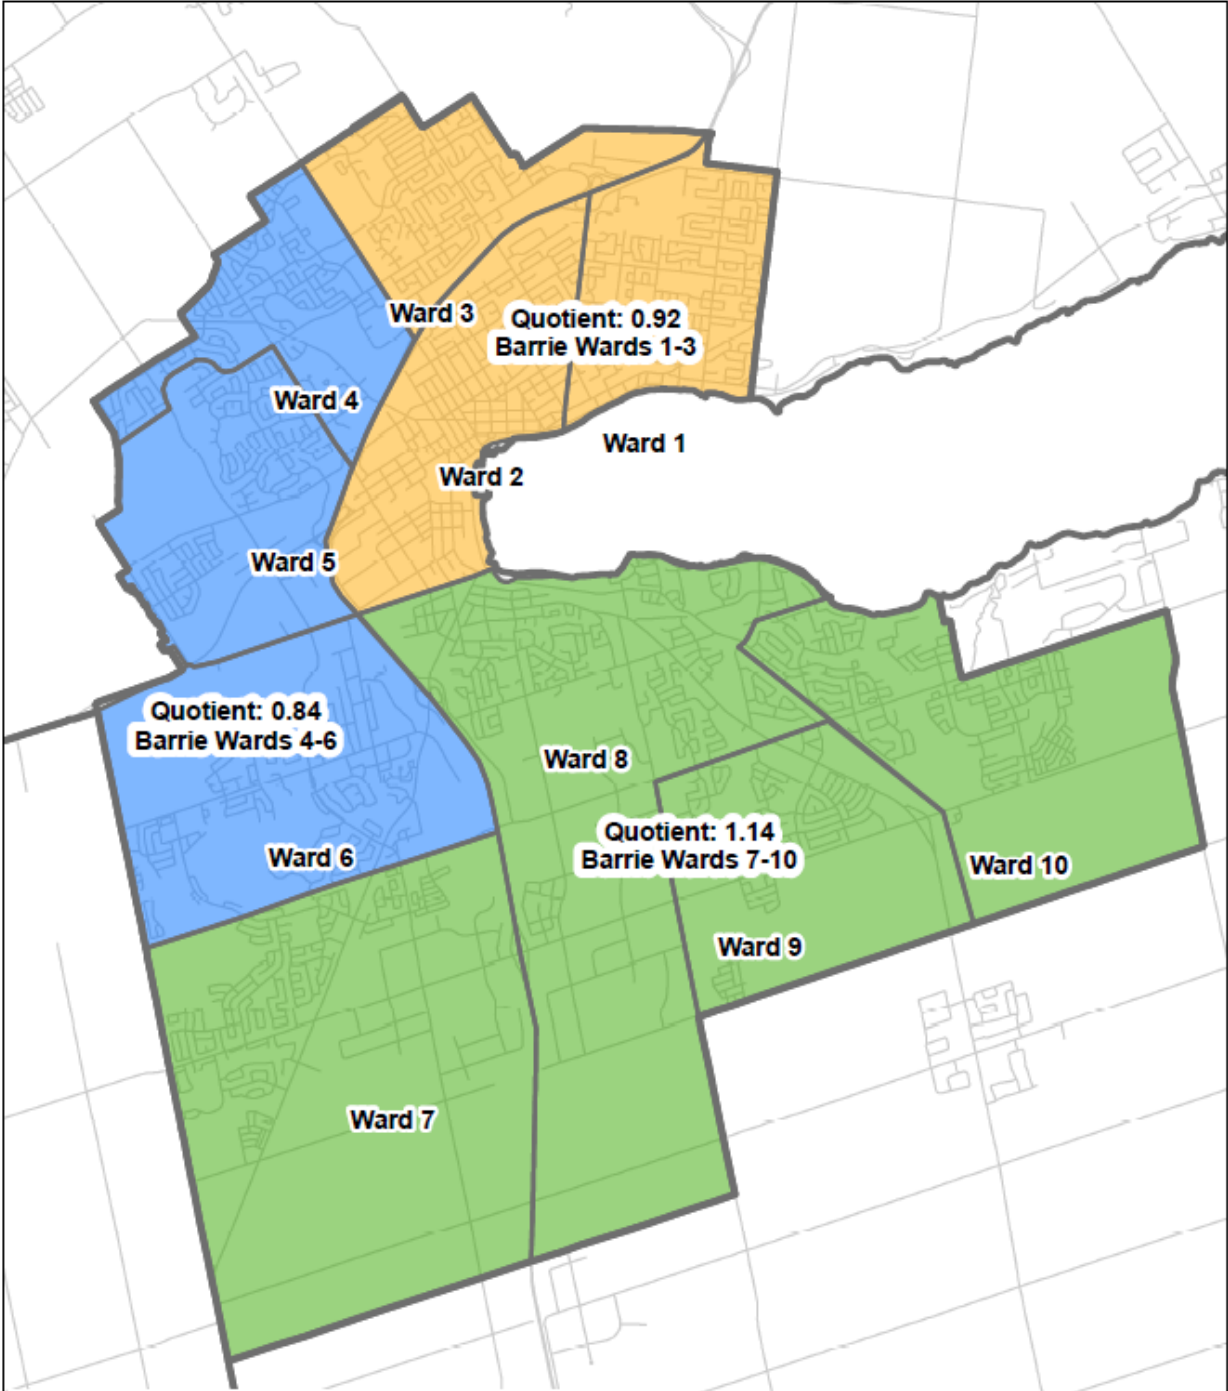 Ward 3
Quotient: 0.92
Barrie Wards 1-3
Ward 4
Ward 1
Ward 2
Ward 5
Quotient: 0.84
Barrie Wards 4-6
Ward 8
Quotient: 1.14
Barrie Wards 7-10
Ward 6
Ward 10
Ward 9
Ward 7